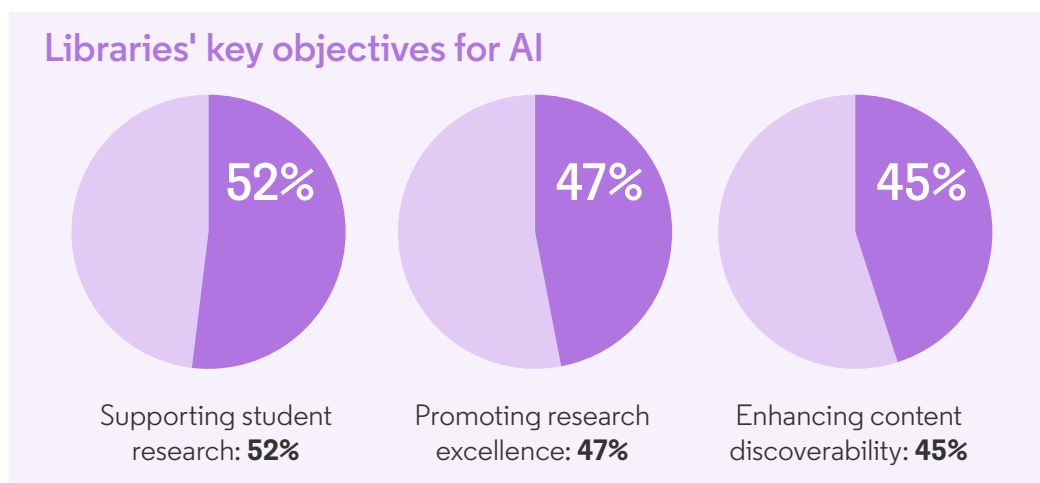 Libraries' key objectives for AI
52%
47%
45%
Supporting student
research: 52%
Promoting research
excellence: 47%
Enhancing content
discoverability: 45%